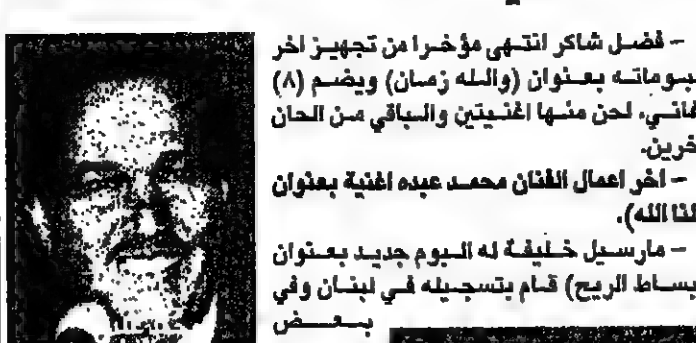 - فضل شاكر انتهى مؤخرا من تجهيز اخر
بوماته بعنوان (والله زمان) ويضم (٨)
غاني، لحن منها اغنيتين والباقي من الحان
خرين.
- اخر اعمال الفنان محمد عبده اغنية بعنوان
لنا الله).
- مارسيل خليفة له البوم جديد بعنوان
بساط الريح) قام بتسجيله في لبنان وفي
بعض